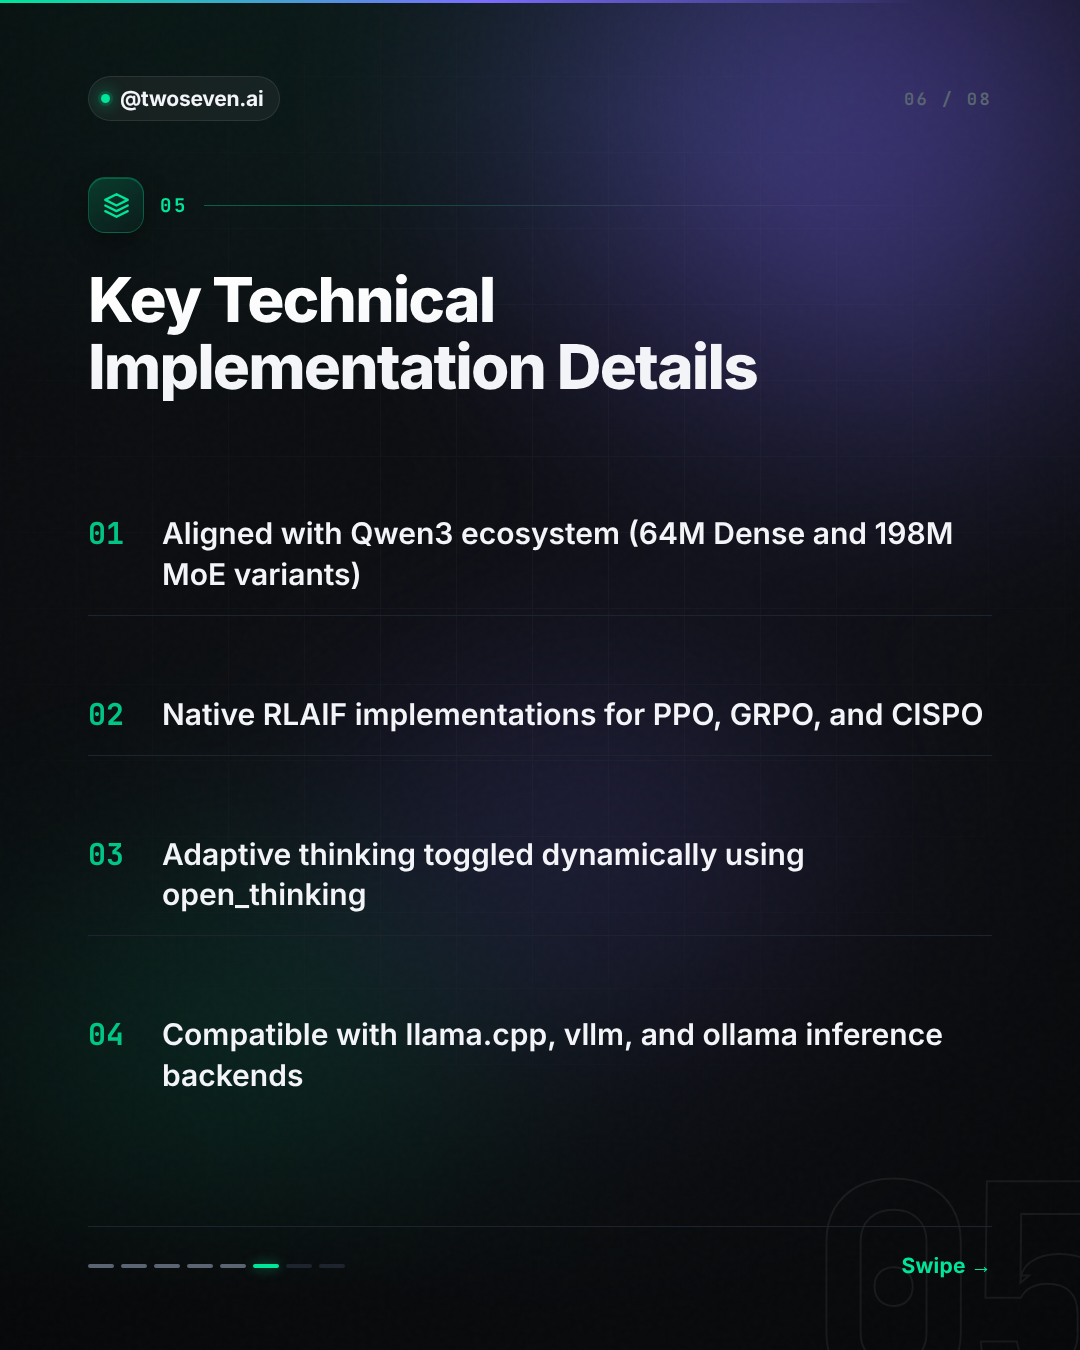 @twoseven.ai
06 / 08
05
Key Technical
Implementation Details
01 Aligned with Qwen3 ecosystem (64M Dense and 198M
MoE variants)
02 Native RLAIF implementations for PPO, GRPO, and CISPO
03 Adaptive thinking toggled dynamically using
open_thinking
04 Compatible with llama.cpp, vllm, and ollama inference
backends
Swipe →
05